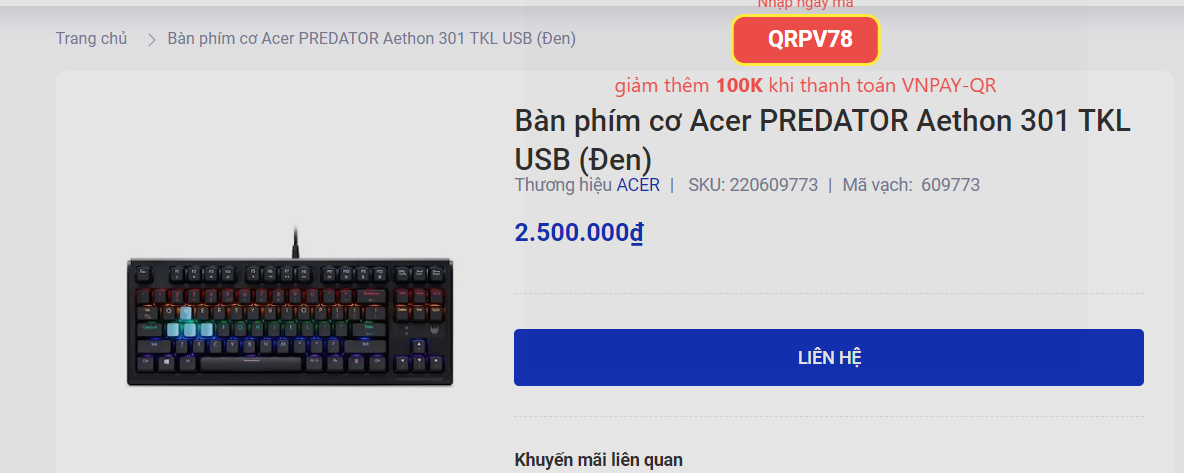 Nhập ngay mã
QRPV78
giảm thêm 100K khi thanh toán VNPAY-QR
Trang chủ > Bàn phím cơ Acer PREDATOR Aethon 301 TKL USB (Đen)
Bàn phím cơ Acer PREDATOR Aethon 301 TKL
USB (Đen)
Thương hiệu ACER | SKU: 220609773 | Mã vạch: 609773
2.500.000₫
LIÊN HỆ
Khuyến mãi liên quan